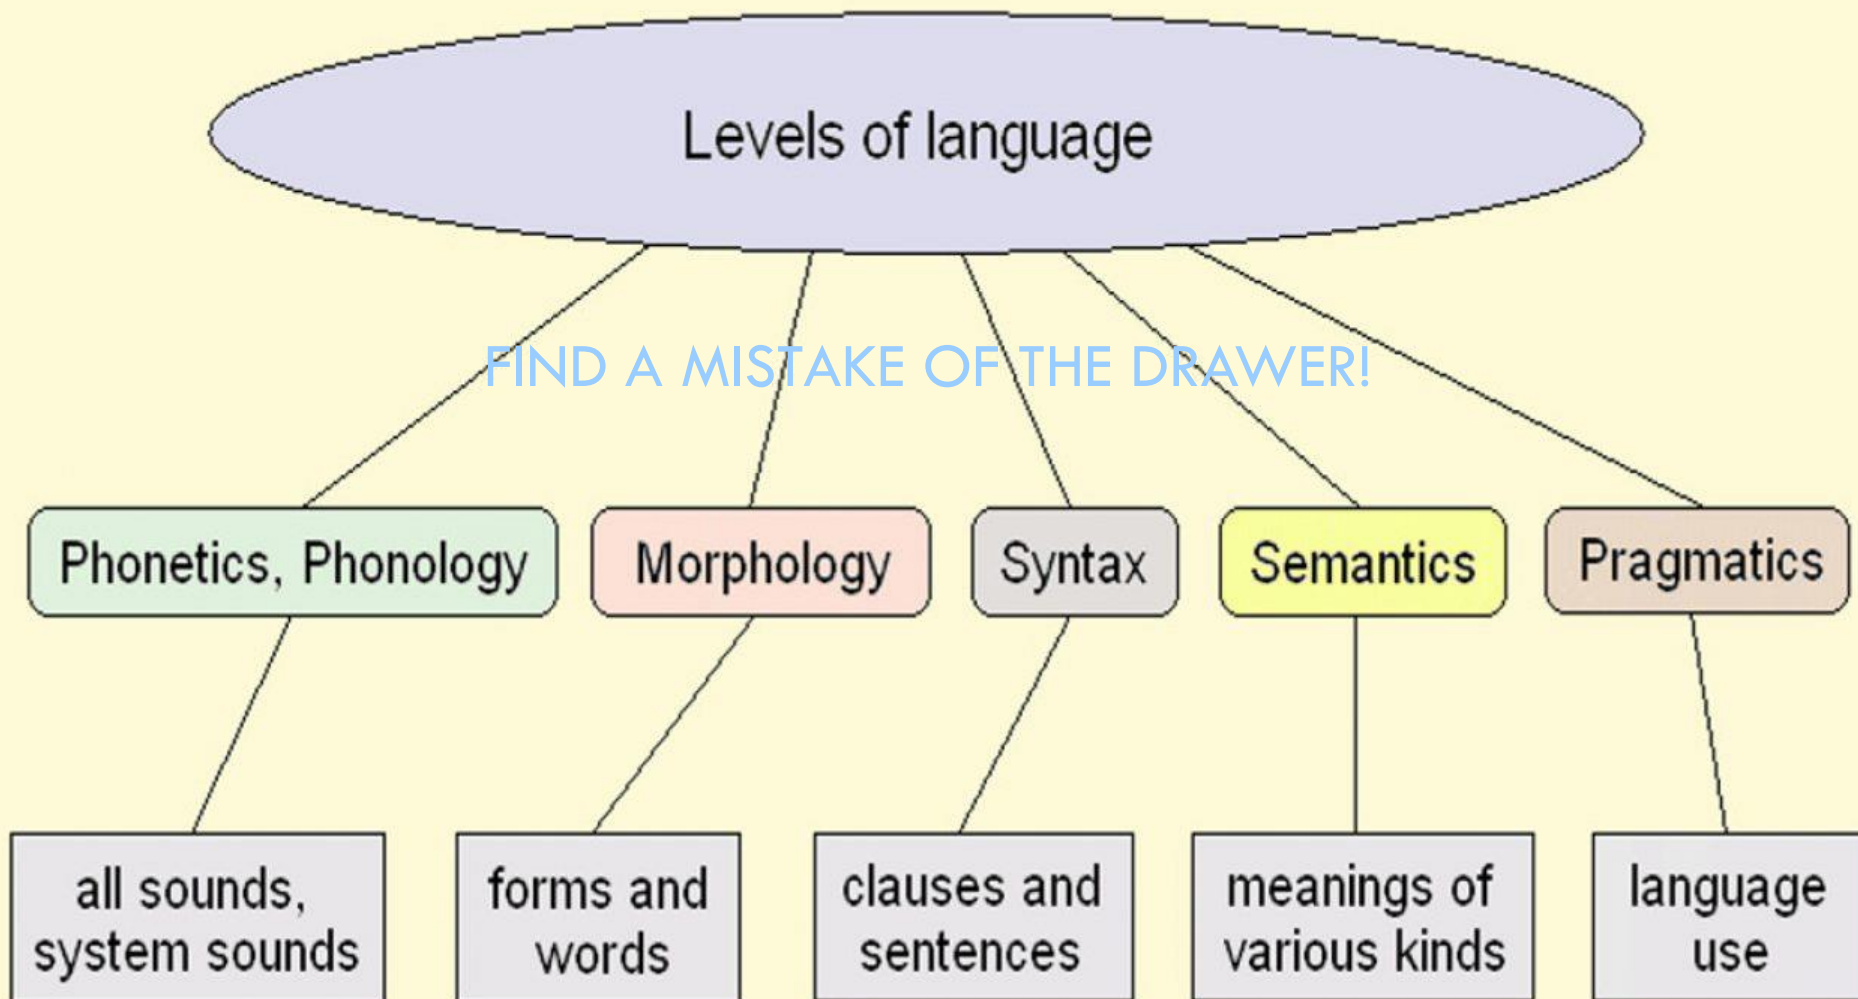 Levels of language
FIND A MISTAKE OF THE DRAWER!
Phonetics, Phonology
Morphology
Syntax
Semantics
Pragmatics
all sounds,
system sounds
forms and
words
clauses and
sentences
meanings of
various kinds
language
use